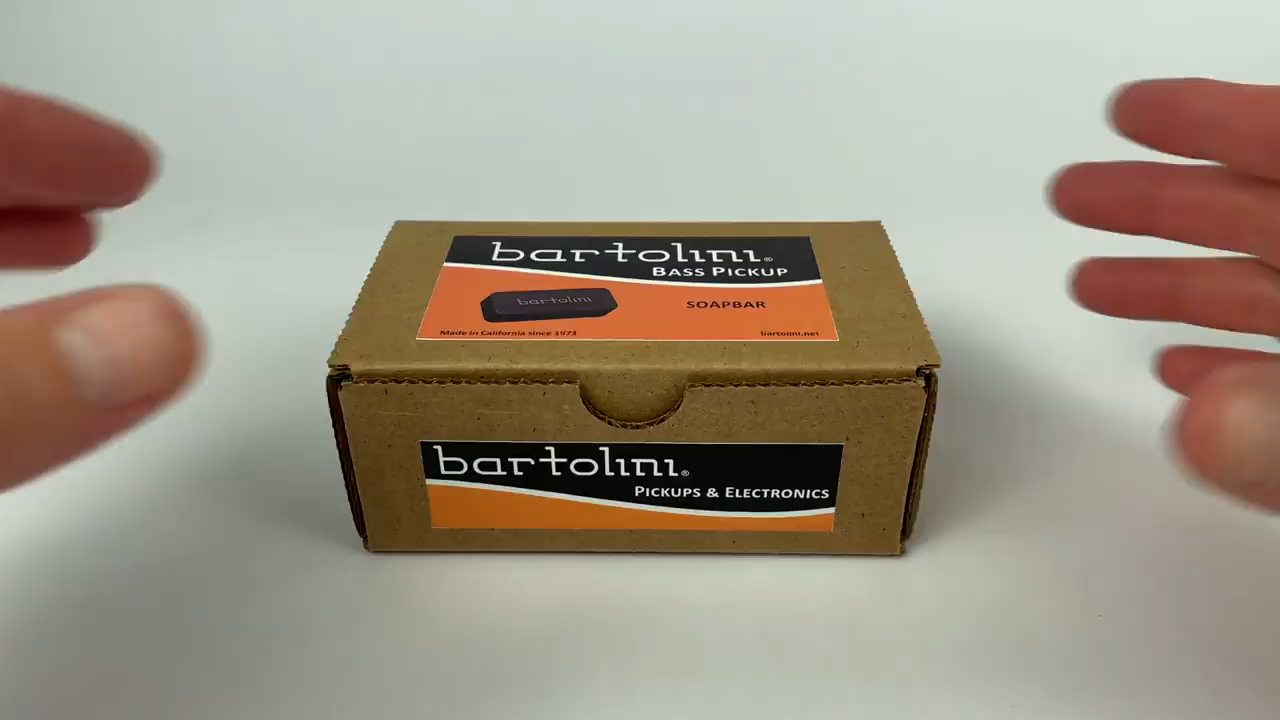 bartolini®
BASS PICKUP
bartolini
SOAPBAR
Made in California since 1973
bartolini.net
bartolini®
PICKUPS & ELECTRONICS